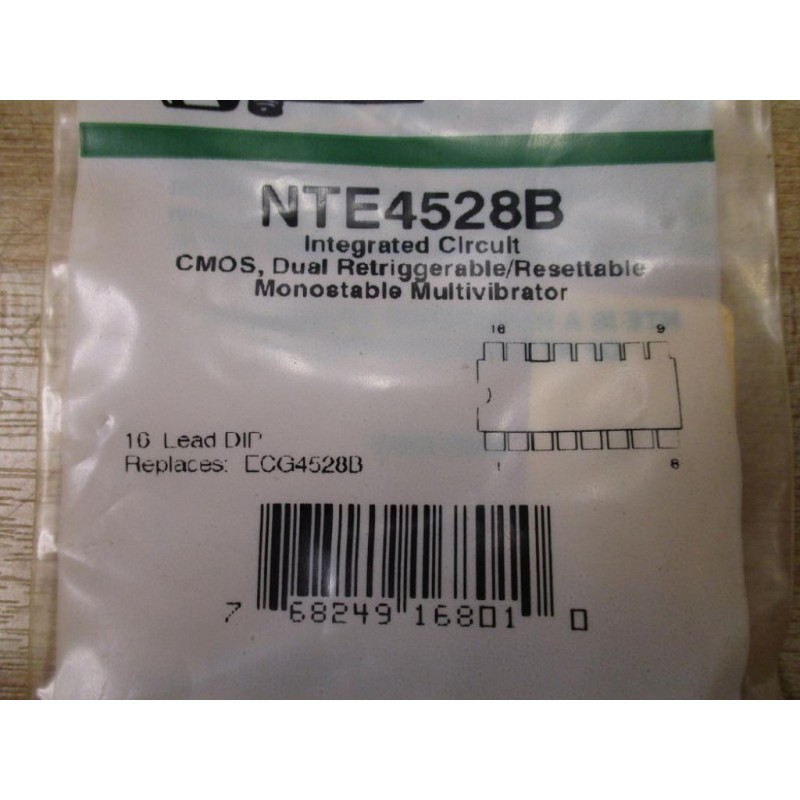 NTE4528B
Integrated Circuit
CMOS, Dual Retriggerable/Resettable
Monostable Multivibrator
16 9
16 Lead DIP
Replaces: ECG4528B
1 8
7 68249 16801 0